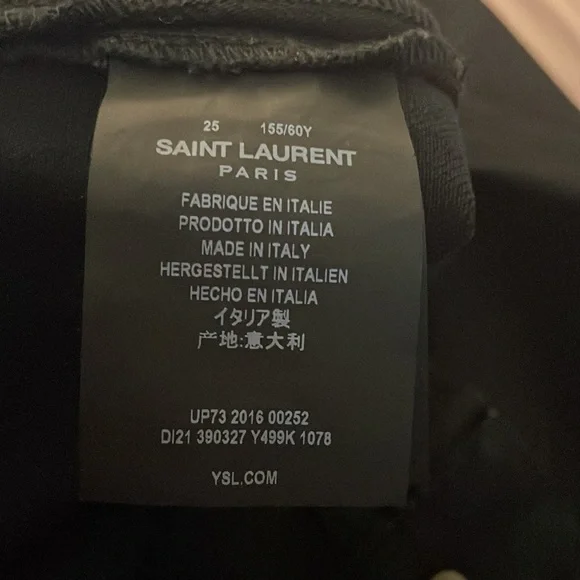 25 155/60Y
SAINT LAURENT
PARIS
FABRIQUE EN ITALIE
PRODOTTO IN ITALIA
MADE IN ITALY
HERGESTELLT IN ITALIEN
HECHO EN ITALIA
イタリア製
产地:意大利
UP73 2016 00252
DI21 390327 Y499K 1078
YSL.COM